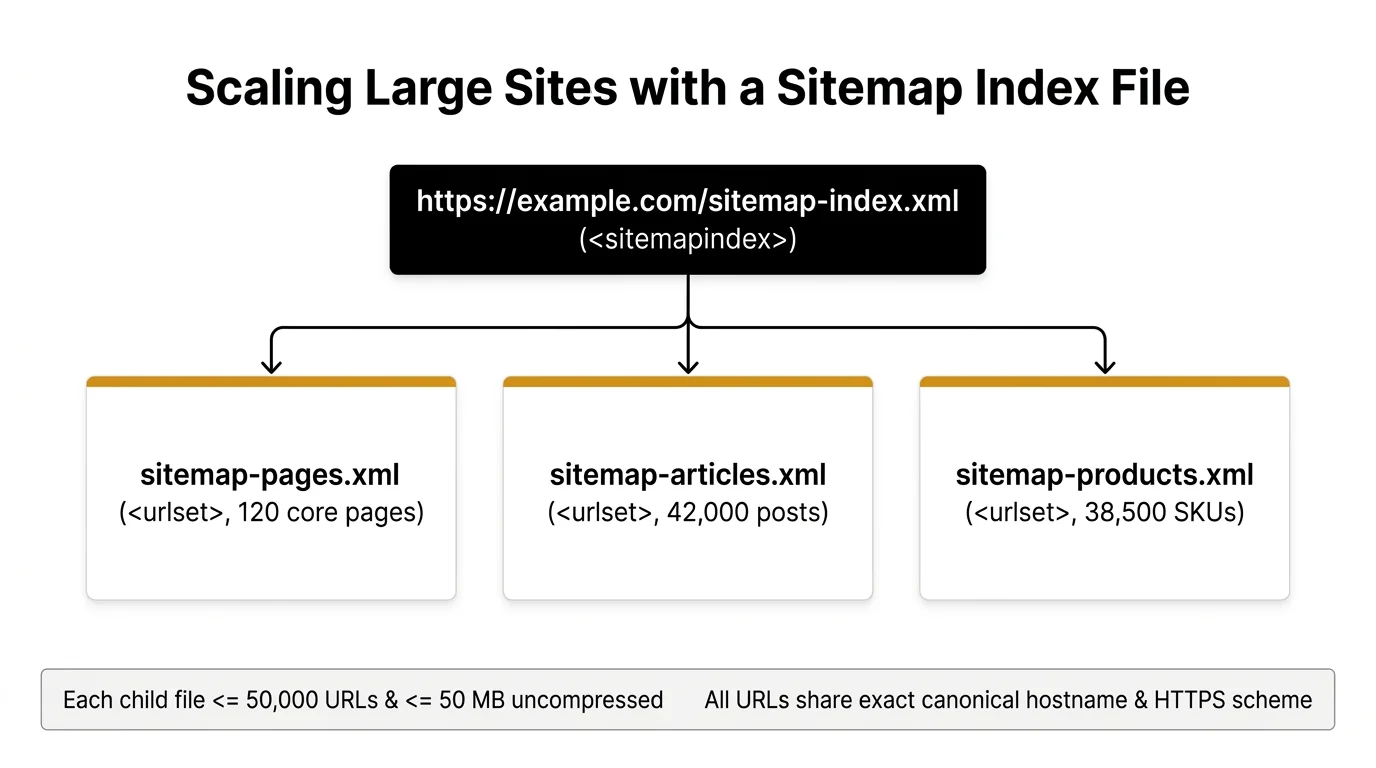 Scaling Large Sites with a Sitemap Index File
https://example.com/sitemap-index.xml
(<sitemapindex>)
sitemap-pages.xml
(<urlset>, 120 core pages)
sitemap-articles.xml
(<urlset>, 42,000 posts)
sitemap-products.xml
(<urlset>, 38,500 SKUs)
Each child file <= 50,000 URLs & <= 50 MB uncompressed
All URLs share exact canonical hostname & HTTPS scheme